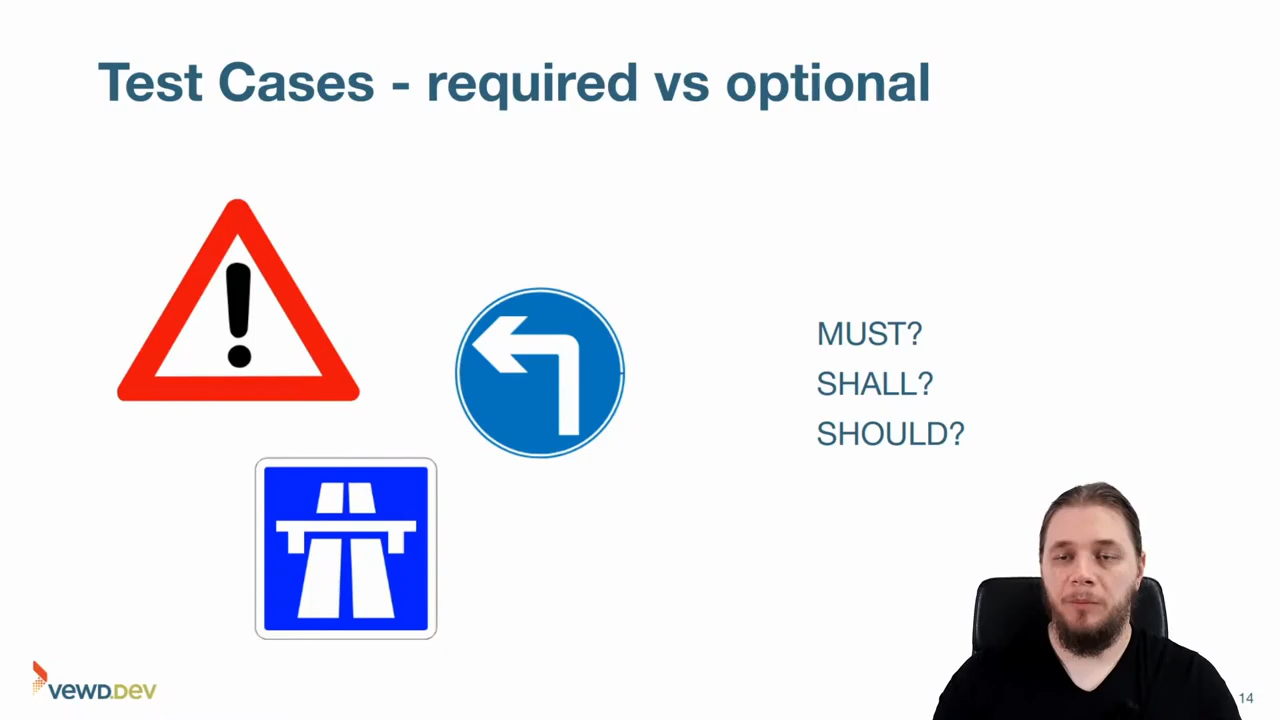 Test Cases - required vs optional
!
MUST?
SHALL?
SHOULD?
VEWD.DEV
14